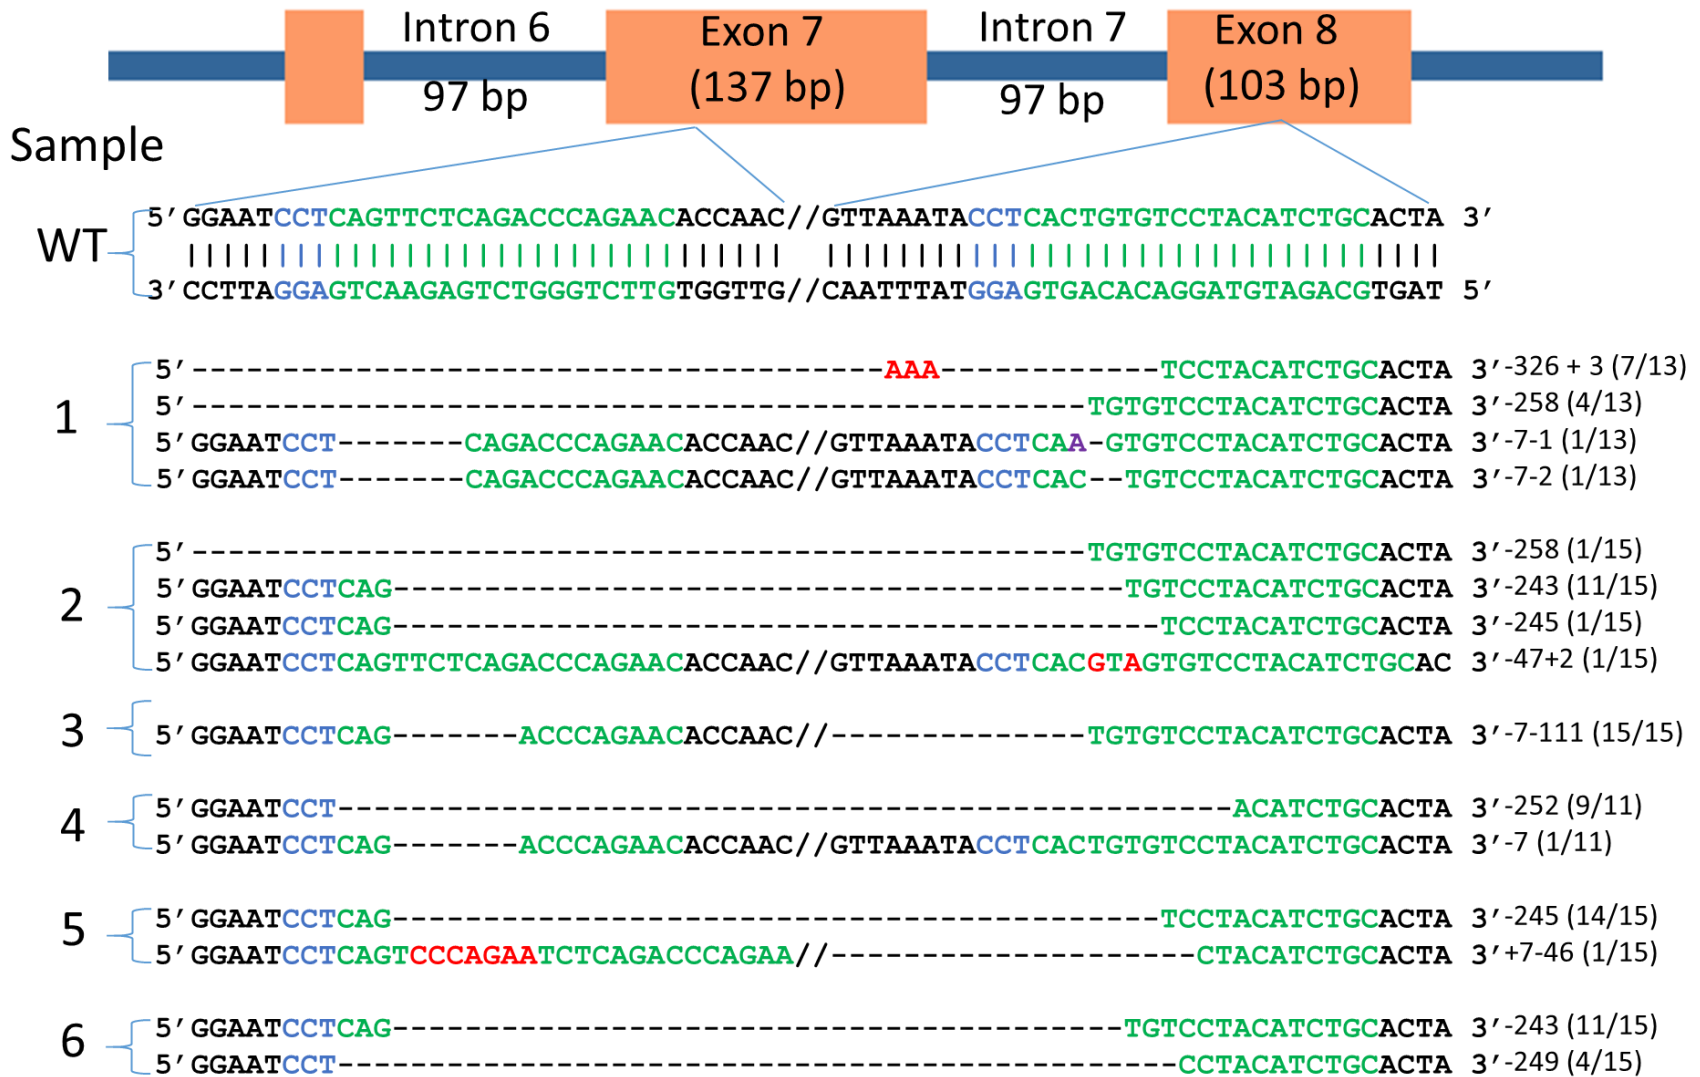 Intron 6
Exon 7
Intron 7
Exon 8
97 bp
(137 bp)
97 bp
(103 bp)
Sample
WT
5’GGAATCCTCAGTTCTCAGACCCAGAACACCAAC//GTTAAATACCTCACTGTGTCCTACATCTGCACTA 3’
3’CCTTAGGAGTCAAGAGTCTGGGTCTTGTGGTTG//CAATTTATGGAGTGACACAGGATGTAGACGTGAT 5’
1
5’--------------------------------------AAA------------TCCTACATCTGCACTA 3’-326 + 3 (7/13)
5’-------------------------------------------------TGTGTCCTACATCTGCACTA 3’-258 (4/13)
5’GGAATCCT-------CAGACCCAGAACACCAAC//GTTAAATACCTCAA-GTGTCCTACATCTGCACTA 3’-7-1 (1/13)
5’GGAATCCT-------CAGACCCAGAACACCAAC//GTTAAATACCTCAC--TGTCCTACATCTGCACTA 3’-7-2 (1/13)
2
5’-------------------------------------------------TGTGTCCTACATCTGCACTA 3’-258 (1/15)
5’GGAATCCTCAG----------------------------------------TGTCCTACATCTGCACTA 3’-243 (11/15)
5’GGAATCCTCAG------------------------------------------TCCTACATCTGCACTA 3’-245 (1/15)
5’GGAATCCTCAGTTCTCAGACCCAGAACACCAAC//GTTAAATACCTCACGTAGTGTCCTACATCTGCAC 3’-47+2 (1/15)
3
5’GGAATCCTCAG-------ACCCAGAACACCAAC//--------------TGTGTCCTACATCTGCACTA 3’-7-111 (15/15)
4
5’GGAATCCT-------------------------------------------------ACATCTGCACTA 3’-252 (9/11)
5’GGAATCCTCAG-------ACCCAGAACACCAAC//GTTAAATACCTCACTGTGTCCTACATCTGCACTA 3’-7 (1/11)
5
5’GGAATCCTCAG------------------------------------------TCCTACATCTGCACTA 3’-245 (14/15)
5’GGAATCCTCAGTCCCAGAATCTCAGACCCAGAA//--------------------CTACATCTGCACTA 3’+7-46 (1/15)
6
5’GGAATCCTCAG----------------------------------------TGTCCTACATCTGCACTA 3’-243 (11/15)
5’GGAATCCT----------------------------------------------CCTACATCTGCACTA 3’-249 (4/15)